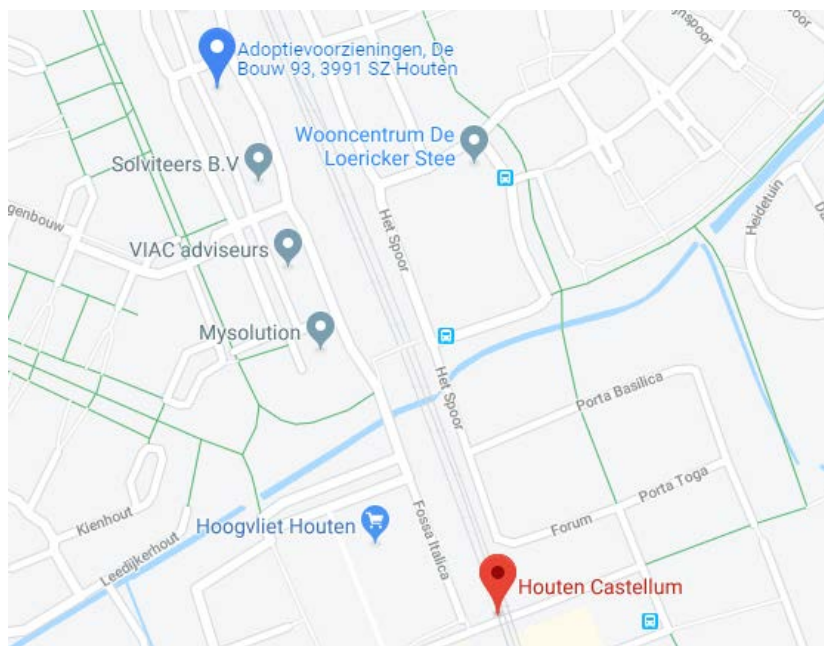 Adoptievoorzieningen, De
Bouw 93, 3991 SZ Houten
Wooncentrum De
Loericker Stee
Solviteers B.V
VIAC adviseurs
Het Spoor
Heidetuin
Mysolution
Het Spoor
Porta Basilica
Porta Toga
Forum
Kienhout
Leedijkerhout
Hoogvliet Houten
Fossa Italica
Houten Castellum